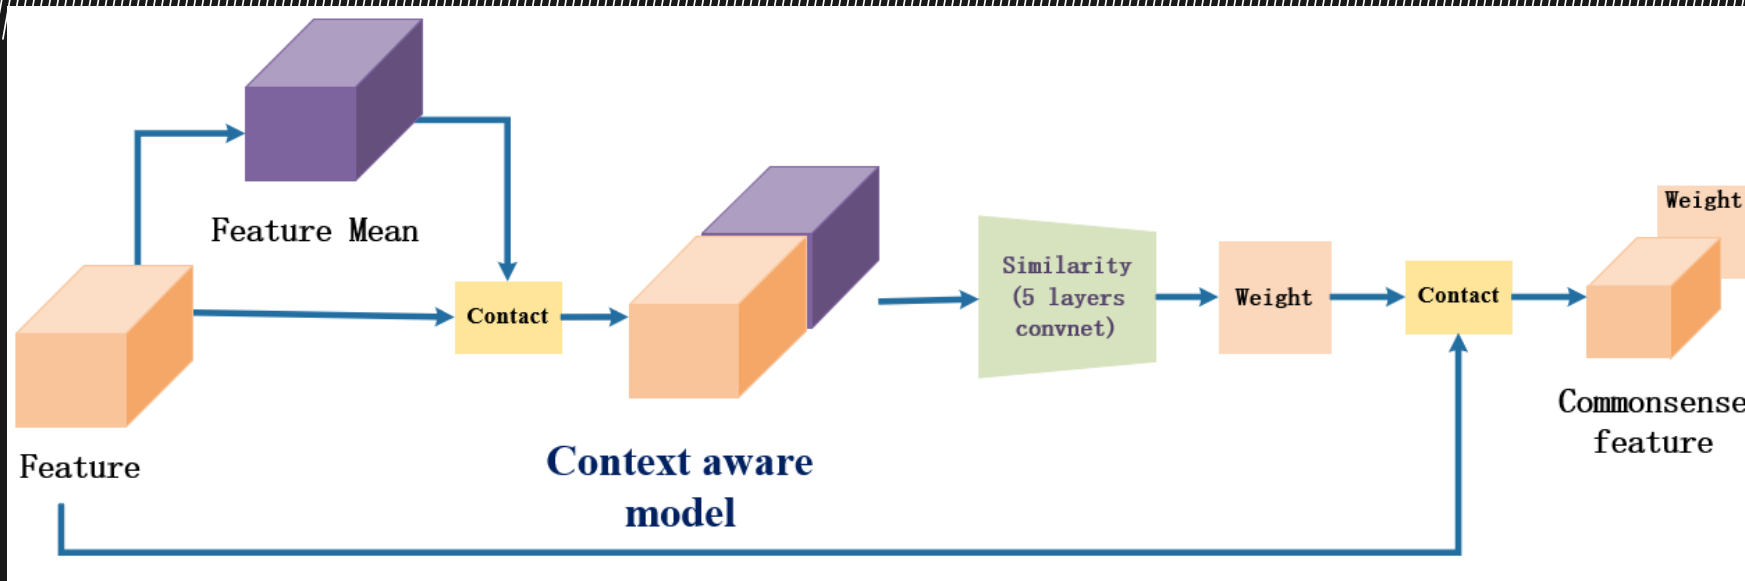 Feature Mean
Feature
Contact
Context aware
model
Similarity
(5 layers
convnet)
Weight
Contact
Weight
Commonsense
feature